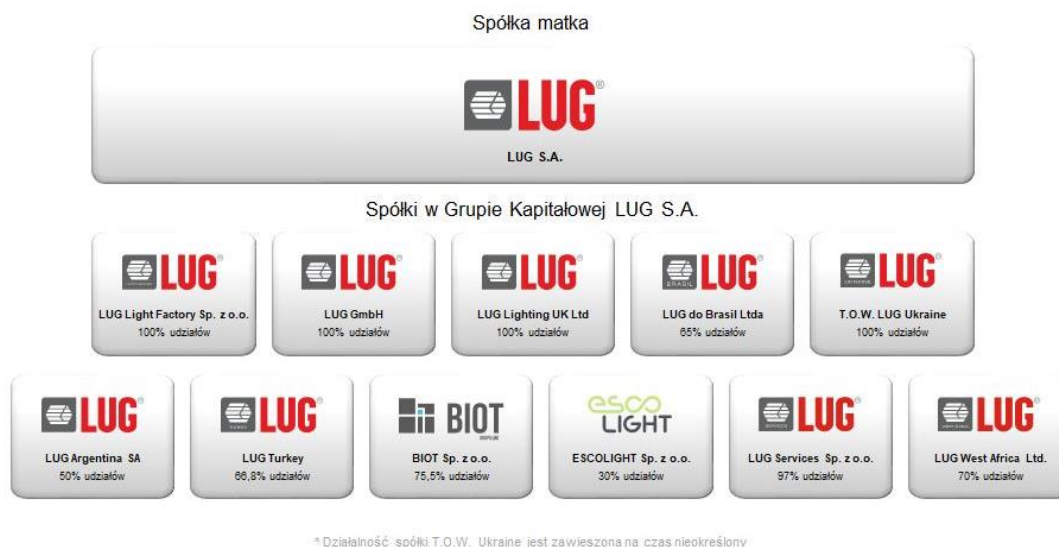 Spółka matka
LUG®
LUG S.A.
Spółki w Grupie Kapitałowej LUG S.A.
LUG LUG LUG LUG LUG
BRASIL UKRAINE
LUG Light Factory Sp. z o.o. LUG GmbH LUG Lighting UK Ltd LUG do Brasil Ltda T.O.W. LUG Ukraine
100% udziałów 100% udziałów 100% udziałów 65% udziałów 100% udziałów
LUG LUG BIOT esco LIGHT LUG LUG
LUG Argentina SA LUG Turkey BIOT Sp. z o.o. ESCOLIGHT Sp. z o.o. LUG Services Sp. z o.o. LUG West Africa Ltd.
50% udziałów 66,8% udziałów 75,5% udziałów 30% udziałów 97% udziałów 70% udziałów
* Działalność spółki T.O.W. Ukraine jest zawieszona na czas nieokreślony